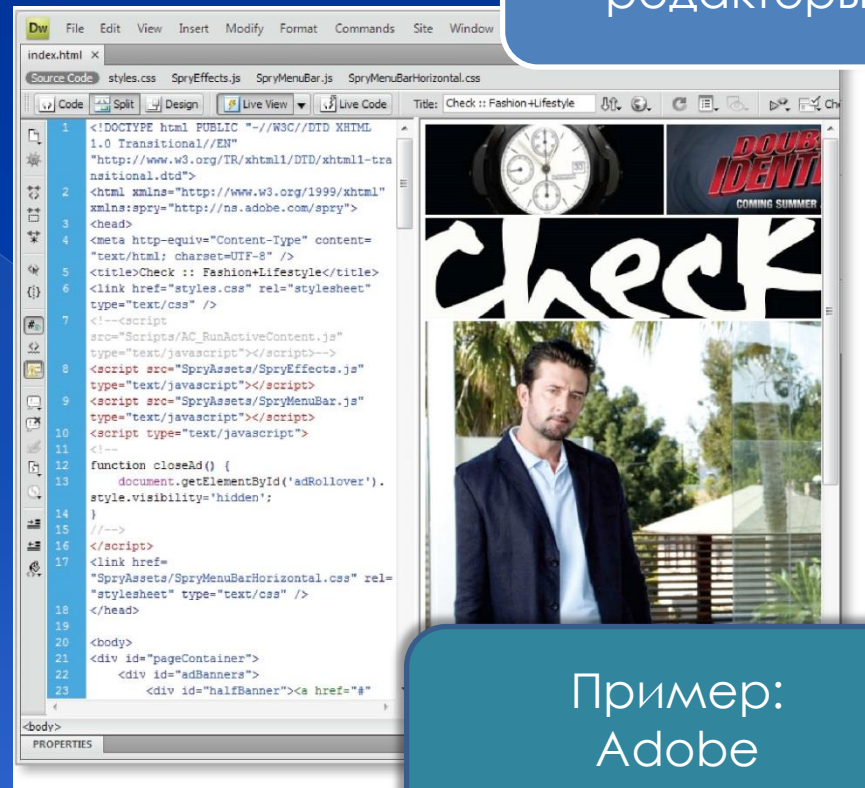 редакторы
Dw File Edit View Insert Modify Format Commands Site Window
index.html ×
Source Code styles.css SpryEffects.js SpryMenuBar.js SpryMenuBarHorizontal.css
Code Split Design Live View Live Code Title: Check :: Fashion+Lifestyle
1 <!DOCTYPE html PUBLIC "-//W3C//DTD XHTML
1.0 Transitional//EN"
"http://www.w3.org/TR/xhtml1/DTD/xhtml1-tra
nsitional.dtd">
2 <html xmlns="http://www.w3.org/1999/xhtml"
xmlns:spry="http://ns.adobe.com/spry">
3 <head>
4 <meta http-equiv="Content-Type" content=
"text/html; charset=UTF-8" />
5 <title>Check :: Fashion+Lifestyle</title>
6 <link href="styles.css" rel="stylesheet"
type="text/css" />
7 <!--<script
src="Scripts/AC_RunActiveContent.js"
type="text/javascript"></script>-->
8 <script src="SpryAssets/SpryEffects.js"
type="text/javascript"></script>
9 <script src="SpryAssets/SpryMenuBar.js"
type="text/javascript"></script>
10 <script type="text/javascript">
11 <!--
12 function closeAd() {
13 document.getElementById('adRollover').
style.visibility='hidden';
14 }
15 //-->
16 </script>
17 <link href=
"SpryAssets/SpryMenuBarHorizontal.css" rel=
"stylesheet" type="text/css" />
18 </head>
19
20 <body>
21 <div id="pageContainer">
22 <div id="adBanners">
23 <div id="halfBanner"><a href="#"
<body>
PROPERTIES
COMING SUMMER
Check
Пример:
Adobe